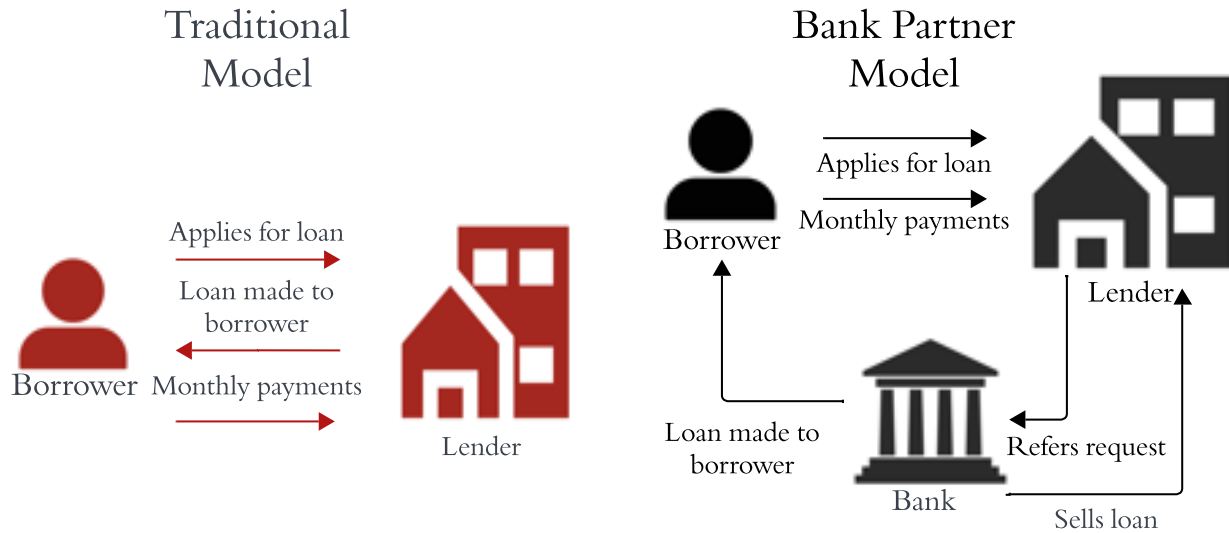 Traditional
Model
Applies for loan
Loan made to
borrower
Borrower
Monthly payments
Lender
Bank Partner
Model
Applies for loan
Monthly payments
Borrower
Lender
Loan made to
borrower
Refers request
Bank
Sells loan